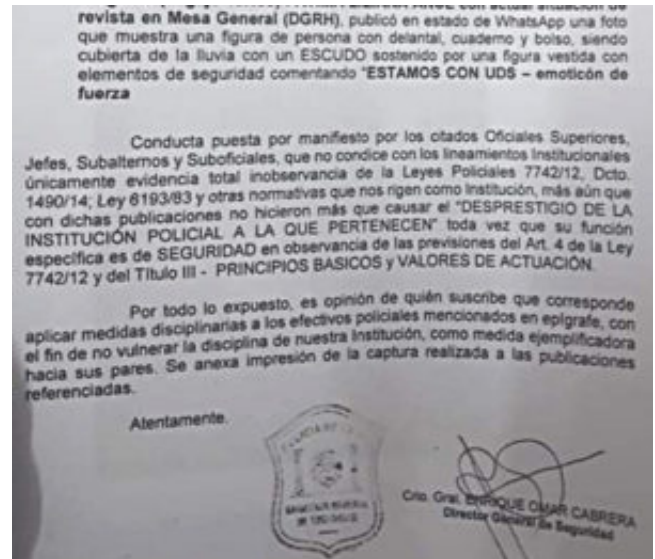 revista en Mesa General (DGRH), publicó en estado de WhatsApp una foto
que muestra una figura de persona con delantal, cuaderno y bolso, siendo
cubierta de la lluvia con un ESCUDO sostenido por una figura vestida con
elementos de seguridad comentando "ESTAMOS CON UDS – emoticón de
fuerza
Conducta puesta por manifiesto por los citados Oficiales Superiores,
Jefes, Subalternos y Suboficiales, que no condice con los lineamientos Institucionales
únicamente evidencia total inobservancia de la Leyes Policiales 7742/12, Dcto.
1490/14; Ley 6193/83 y otras normativas que nos rigen como Institución, más aún que
con dichas publicaciones no hicieron más que causar el "DESPRESTIGIO DE LA
INSTITUCIÓN POLICIAL A LA QUE PERTENECEN" toda vez que su función
específica es de SEGURIDAD en observancia de las previsiones del Art. 4 de la Ley
7742/12 y del Título III - PRINCIPIOS BASICOS y VALORES DE ACTUACIÓN.
Por todo lo expuesto, es opinión de quién suscribe que corresponde
aplicar medidas disciplinarias a los efectivos policiales mencionados en epígrafe, con
el fin de no vulnerar la disciplina de nuestra Institución, como medida ejemplificadora
hacia sus pares. Se anexa impresión de la captura realizada a las publicaciones
referenciadas.
Atentamente.
Crio. Gral. ENRIQUE OMAR CABRERA
Director General de Seguridad